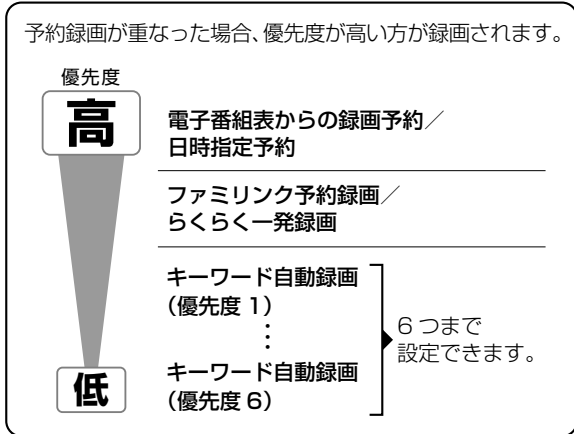 予約録画が重なった場合、優先度が高い方が録画されます。
優先度
高
電子番組表からの録画予約／
日時指定予約
ファミリンク予約録画／
らくらく一発録画
キーワード自動録画
（優先度 1）
⋮
キーワード自動録画
（優先度 6）
6 つまで
設定できます。
低